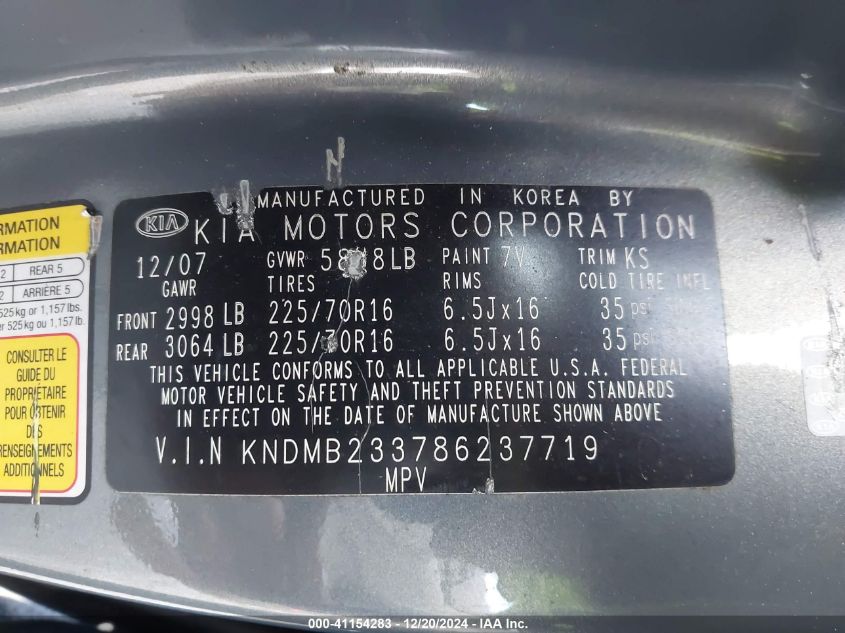 MANUFACTURED IN KOREA BY
KIA KIA MOTORS CORPORATION
12/07 GVWR LB PAINT 7V TRIM KS
GAWR TIRES RIMS COLD TIRE INFL
FRONT 2998 LB 225/70R16 6.5Jx16 35 psi
REAR 3064 LB 225/70R16 6.5Jx16 35 psi
THIS VEHICLE CONFORMS TO ALL APPLICABLE U.S.A. FEDERAL
MOTOR VEHICLE SAFETY AND THEFT PREVENTION STANDARDS
IN EFFECT ON THE DATE OF MANUFACTURE SHOWN ABOVE
V.I.N KNDMB233786237719
MPV
REAR 5
ARRIÈRE 5
525 kg or 1,157 lbs.
525 kg ou 1,157 lb.
CONSULTER LE
GUIDE DU
PROPRIÉTAIRE
POUR OBTENIR
DES
RENSEIGNEMENTS
ADDITIONNELS
000-41154283 - 12/20/2024 - IAA Inc.